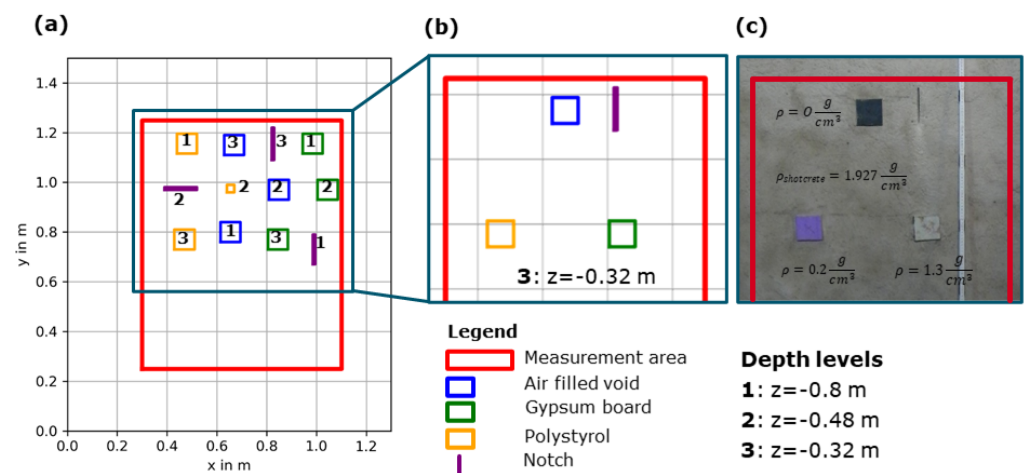 (a)
(b)
(c)
1.4
1.2
1.0
0.8
0.6
0.4
0.2
0.0
y in m
0.0 0.2 0.4 0.6 0.8 1.0 1.2
x in m
1 3 3 1
2 2 2 2
3 1 3 1
3: z=-0.32 m
ρ = 0 g/cm³
ρshotcrete = 1.927 g/cm³
ρ = 0.2 g/cm³
ρ = 1.3 g/cm³
Legend
Measurement area
Air filled void
Gypsum board
Polystyrol
Notch
Depth levels
1: z=-0.8 m
2: z=-0.48 m
3: z=-0.32 m